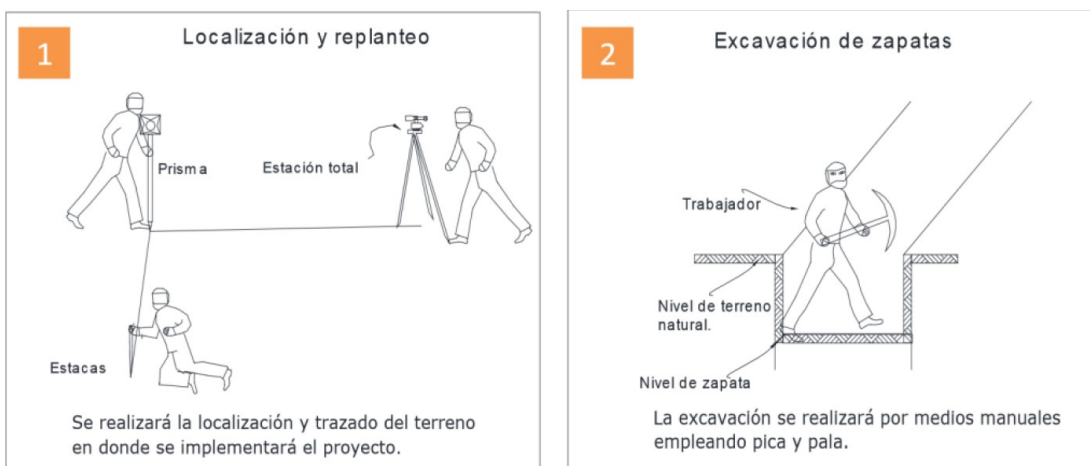 1
Localización y replanteo
Prisma
Estación total
Estacas
Se realizará la localización y trazado del terreno
en donde se implementará el proyecto.
2
Excavación de zapatas
Trabajador
Nivel de terreno
natural.
Nivel de zapata
La excavación se realizará por medios manuales
empleando pica y pala.